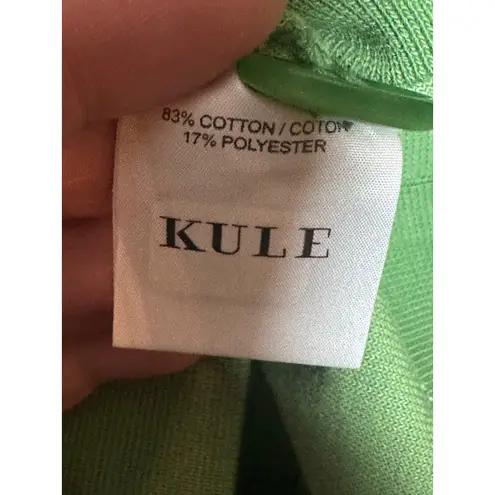 83% COTTON / COTON
17% POLYESTER
KULE